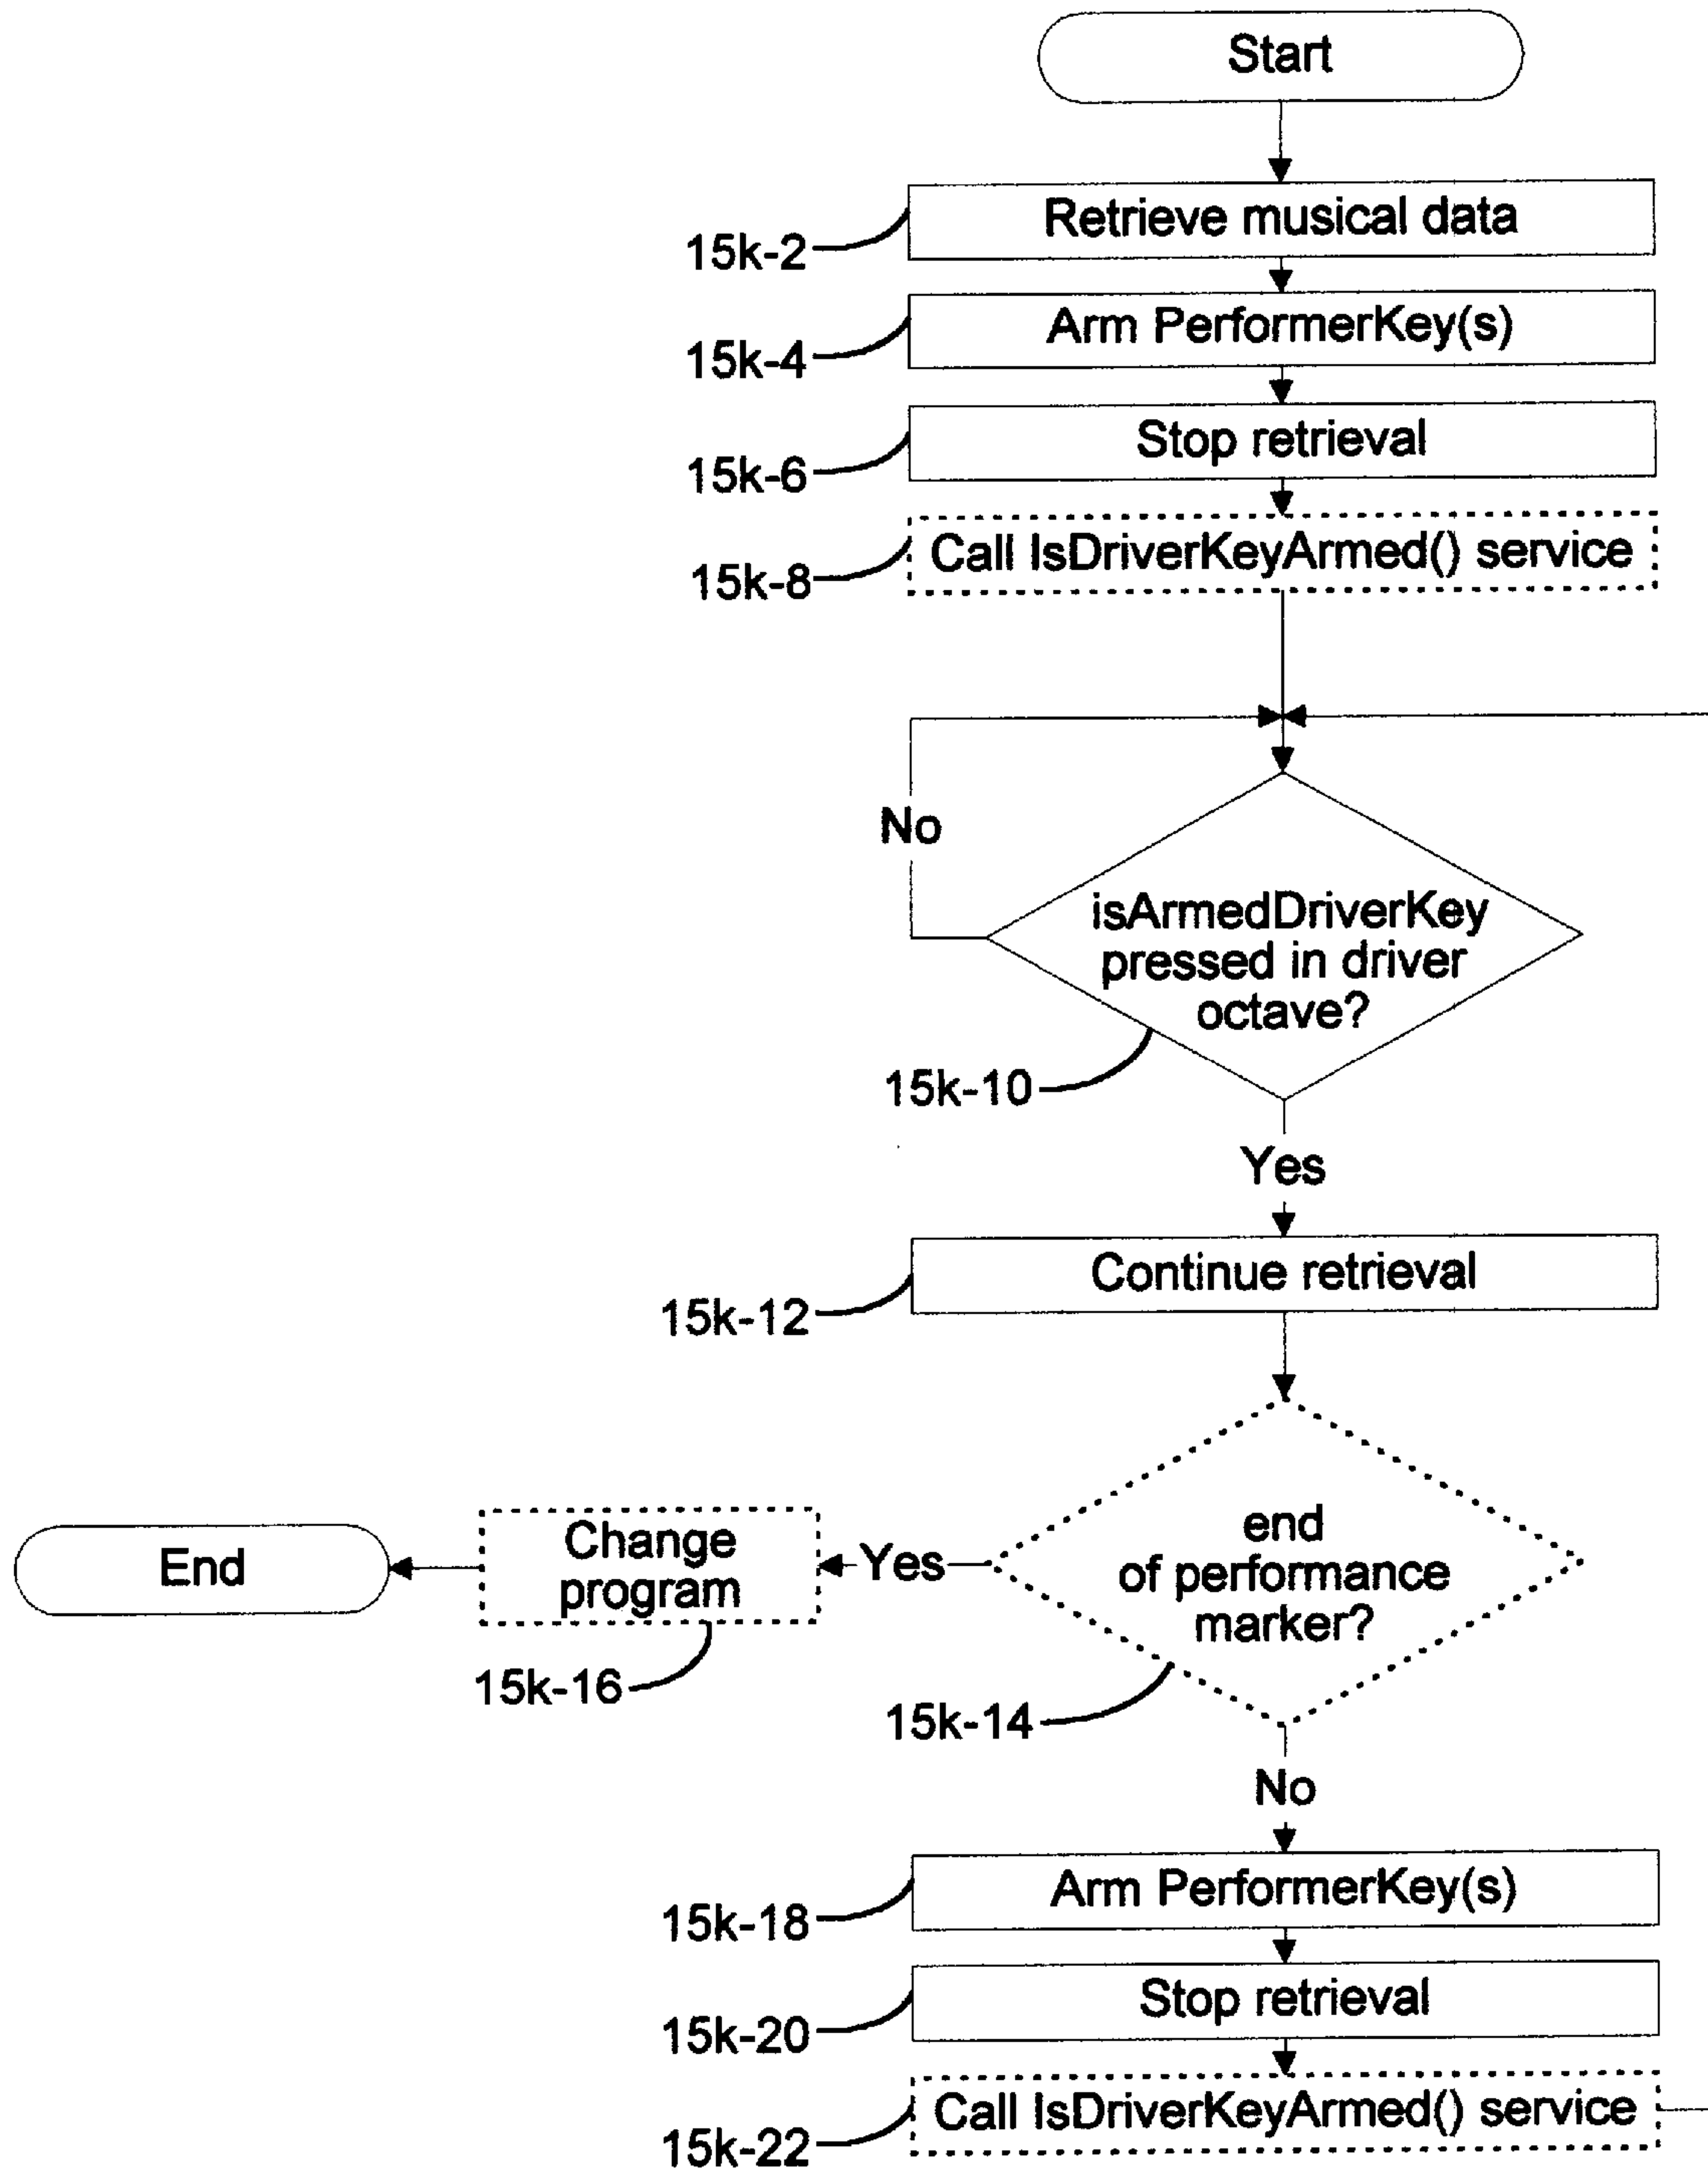 Start
Retrieve musical data
15k-2
Arm PerformerKey(s)
15k-4
Stop retrieval
15k-6
Call IsDriverKeyArmed() service
15k-8
No
isArmedDriverKey
pressed in driver
octave?
15k-10
Yes
Continue retrieval
15k-12
end
of performance
marker?
15k-14
Yes
Change
program
15k-16
End
No
Arm PerformerKey(s)
15k-18
Stop retrieval
15k-20
Call IsDriverKeyArmed() service
15k-22